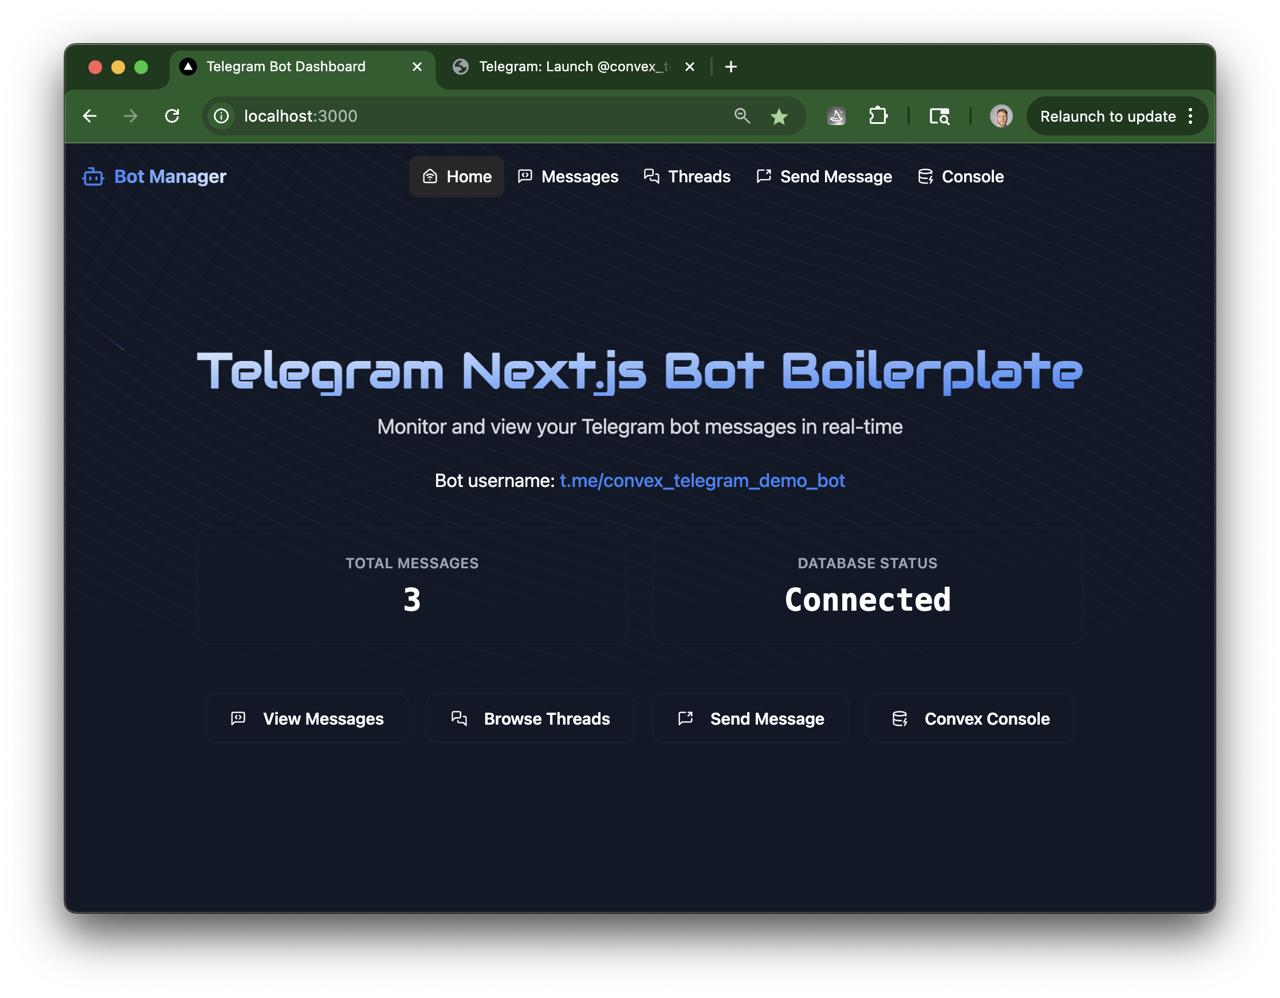 Telegram Bot Dashboard
Telegram: Launch @convex_t
localhost:3000
Relaunch to update
Bot Manager
Home
Messages
Threads
Send Message
Console
Telegram Next.js Bot Boilerplate
Monitor and view your Telegram bot messages in real-time
Bot username: t.me/convex_telegram_demo_bot
TOTAL MESSAGES
3
DATABASE STATUS
Connected
View Messages
Browse Threads
Send Message
Convex Console